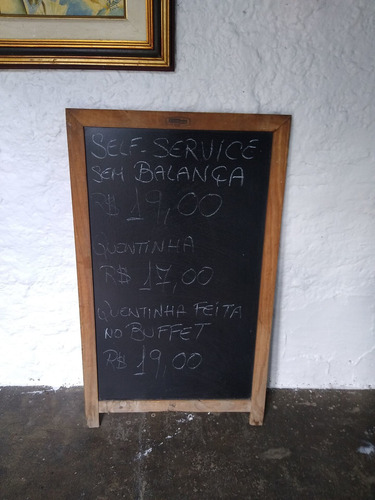 SELF-SERVICE
SEM BALANÇA
R$ 19,00
QUENTINHA
R$ 17,00
QUENTINHA FEITA
NO BUFFET
R$ 19,00